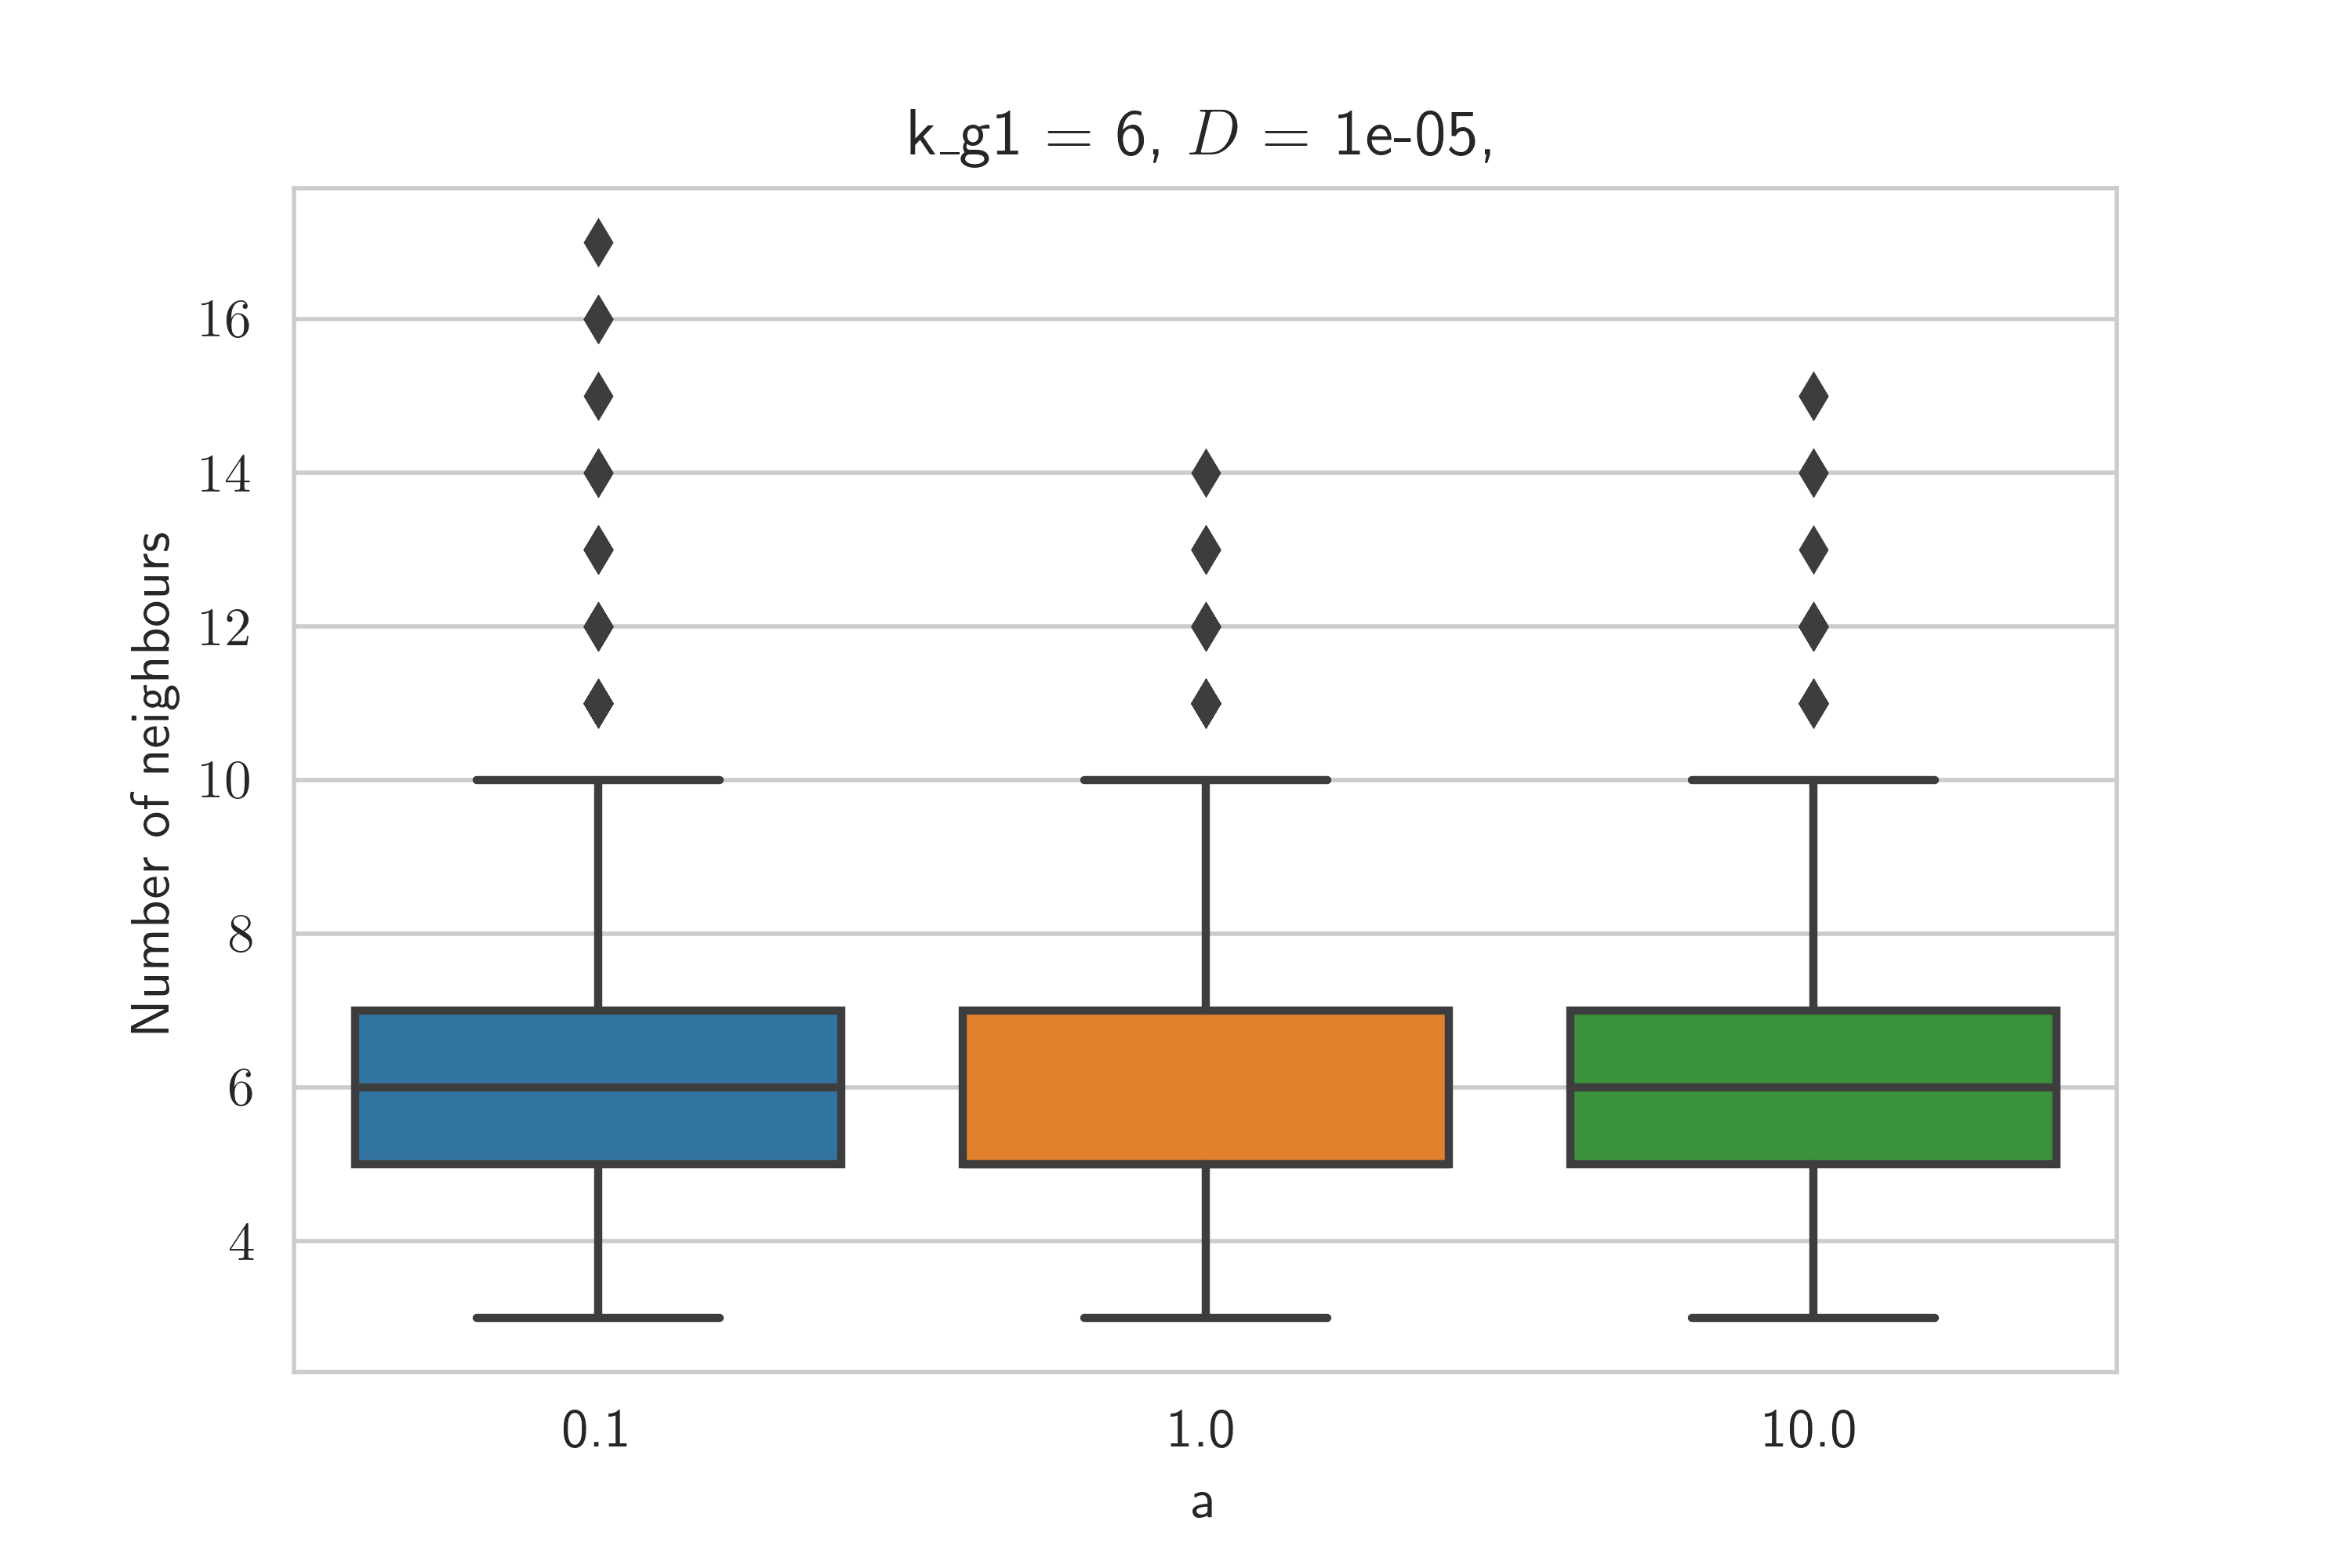 k_g1 = 6, D = 1e-05,
Number of neighbours
16
14
12
10
8
6
4
0.1 1.0 10.0
a